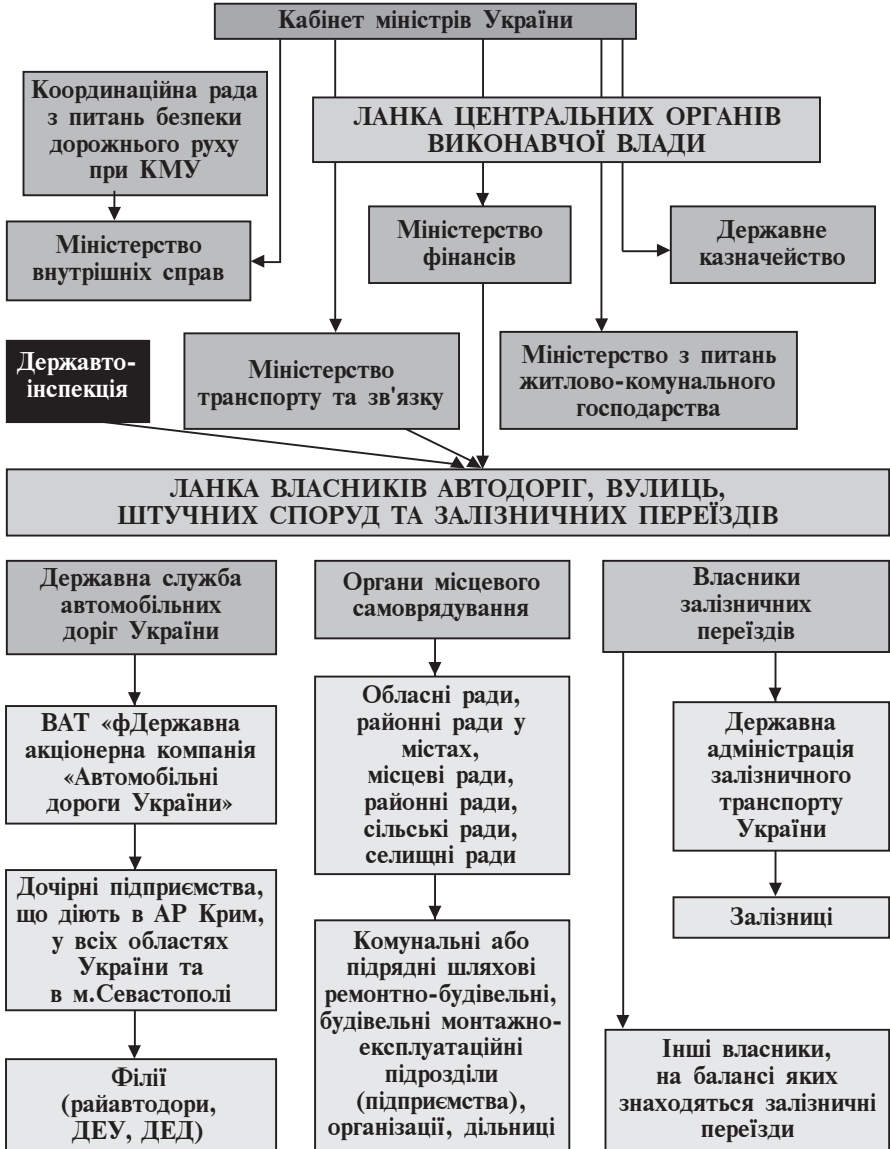 Кабінет міністрів України
Координаційна рада
з питань безпеки
дорожнього руху
при КМУ
ЛАНКА ЦЕНТРАЛЬНИХ ОРГАНІВ
ВИКОНАВЧОЇ ВЛАДИ
Міністерство
внутрішніх справ
Міністерство
фінансів
Державне
казначейство
Державто-
інспекція
Міністерство
транспорту та зв'язку
Міністерство з питань
житлово-комунального
господарства
ЛАНКА ВЛАСНИКІВ АВТОДОРІГ, ВУЛИЦЬ,
ШТУЧНИХ СПОРУД ТА ЗАЛІЗНИЧНИХ ПЕРЕЇЗДІВ
Державна служба
автомобільних
доріг України
Органи місцевого
самоврядування
Власники
залізничних
переїздів
ВАТ «фДержавна
акціонерна компанія
«Автомобільні
дороги України»
Обласні ради,
районні ради у
містах,
місцеві ради,
районні ради,
сільські ради,
селищні ради
Державна
адміністрація
залізничного
транспорту
України
Дочірні підприємства,
що діють в АР Крим,
у всіх областях
України та
в м.Севастополі
Залізниці
Комунальні або
підрядні шляхові
ремонтно-будівельні,
будівельні монтажно-
експлуатаційні
підрозділи
(підприємства),
організації, дільниці
Філії
(райавтодори,
ДЕУ, ДЕД)
Інші власники,
на балансі яких
знаходяться залізничні
переїзди